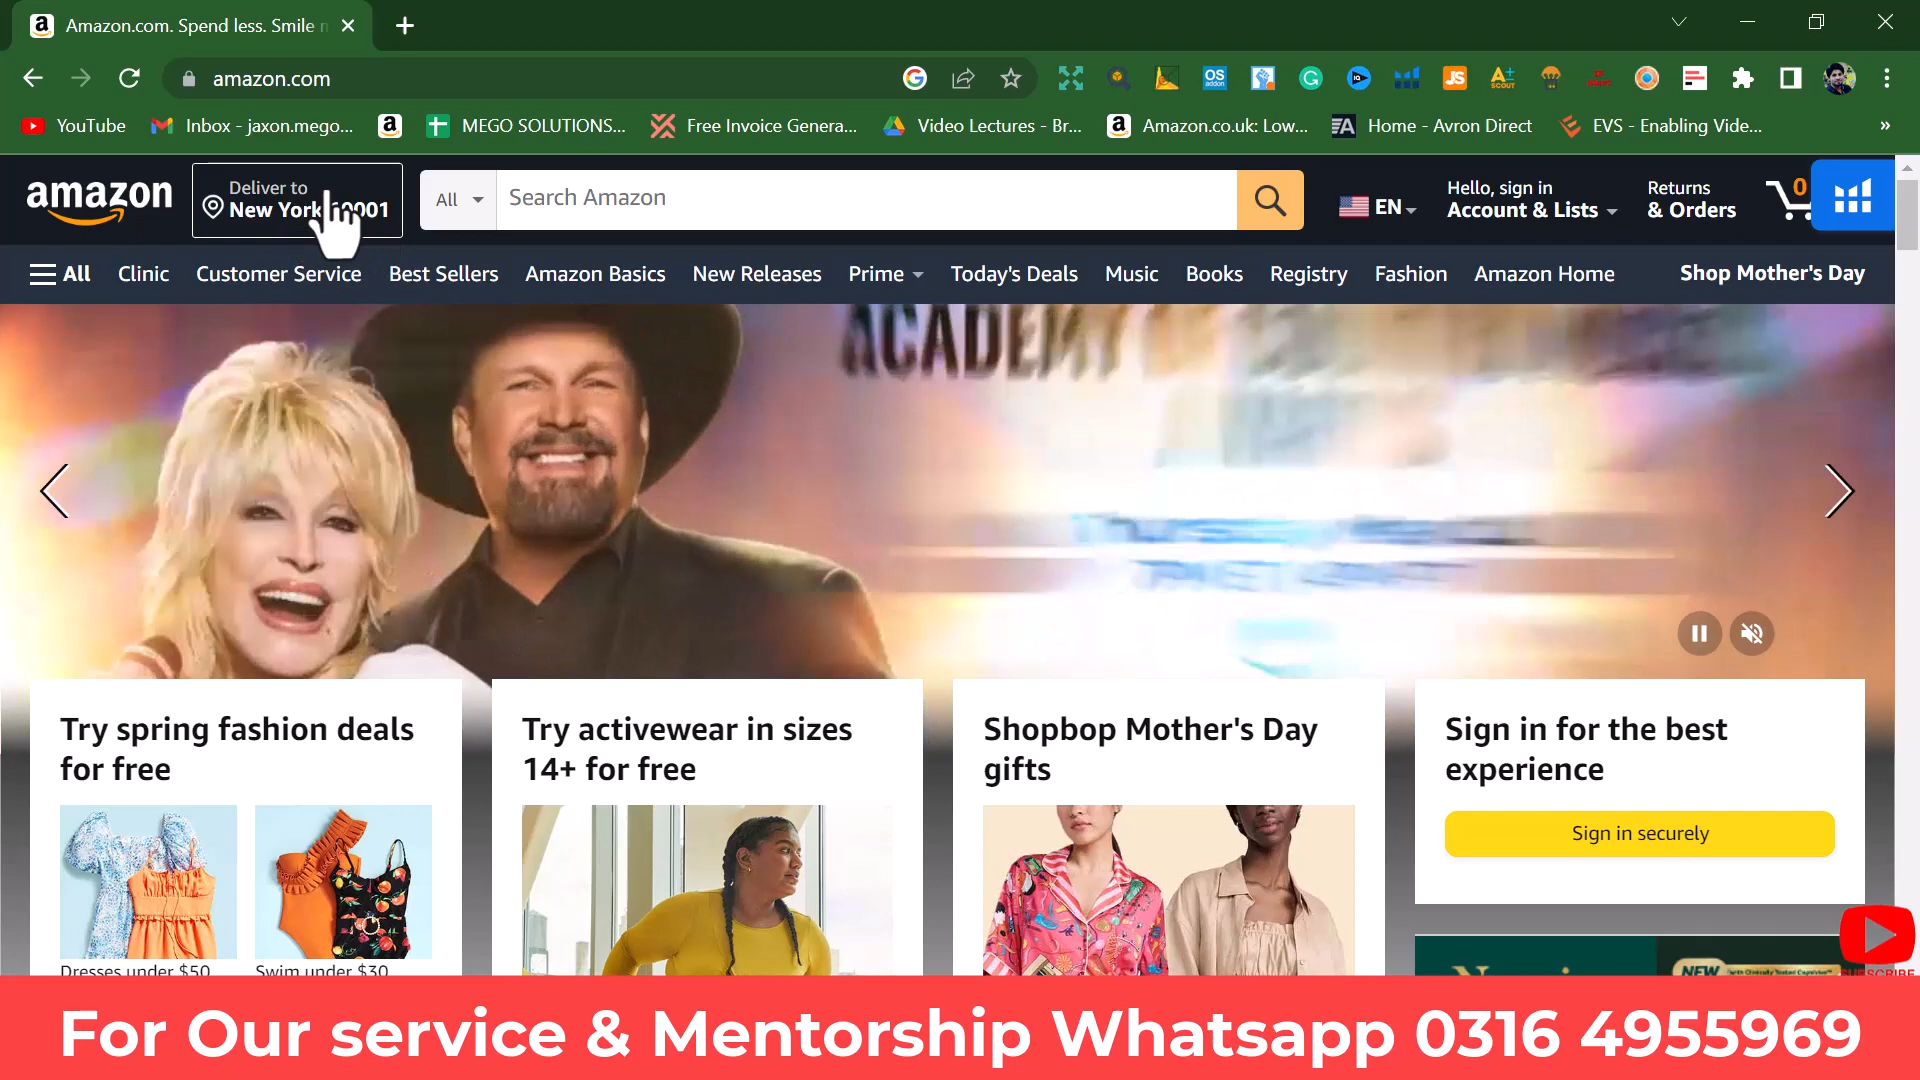 Amazon.com. Spend less. Smile
amazon.com
YouTube
Inbox - jaxon.mego...
MEGO SOLUTIONS...
Free Invoice Genera...
Video Lectures - Br...
Amazon.co.uk: Low...
Home - Avron Direct
EVS - Enabling Vide...
»
amazon
Deliver to
New York 10001
All
Search Amazon
EN
Hello, sign in
Account & Lists
Returns
& Orders
0
All
Clinic
Customer Service
Best Sellers
Amazon Basics
New Releases
Prime
Today's Deals
Music
Books
Registry
Fashion
Amazon Home
Shop Mother's Day
ACADEMY
Try spring fashion deals
for free
Try activewear in sizes
14+ for free
Shopbop Mother's Day
gifts
Sign in for the best
experience
Sign in securely
Dresses under $50
Swim under $30
NEW
SUBSCRIBE
For Our service & Mentorship Whatsapp 0316 4955969